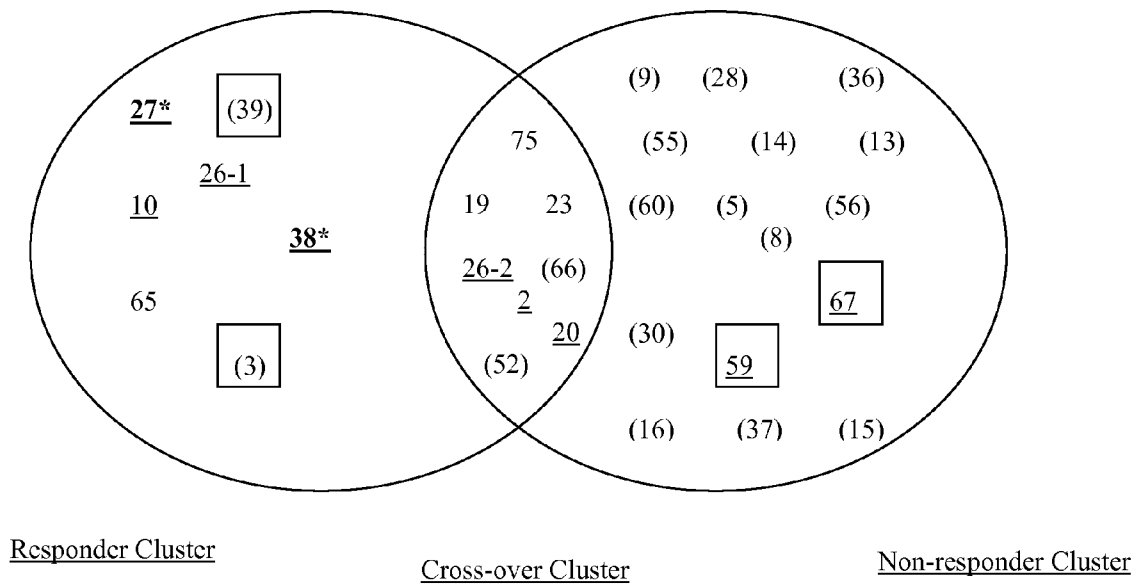 (9) (28) (36)
27* (39)
75 (55) (14) (13)
26-1
10 19 23 (60) (5) (56)
38* (8)
26-2 (66)
65 2 67
20 (30)
(3) (52) 59
(16) (37) (15)
Responder Cluster
Cross-over Cluster
Non-responder Cluster